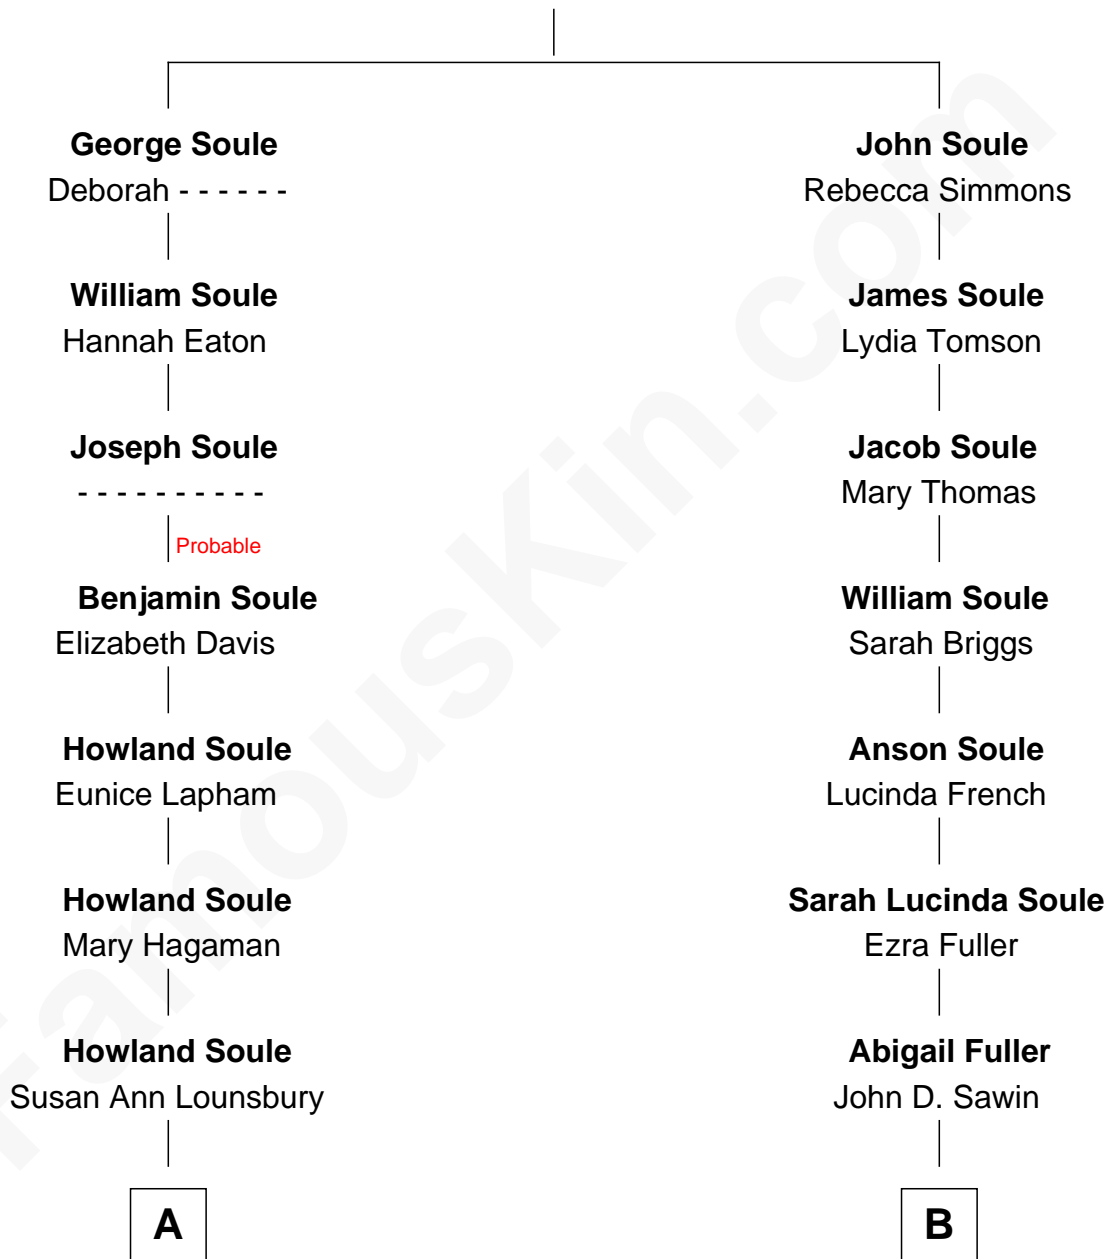 George Soule
Deborah - - - - - -
William Soule
Hannah Eaton
Joseph Soule
- - - - - - - - - -
Probable
Benjamin Soule
Elizabeth Davis
Howland Soule
Eunice Lapham
Howland Soule
Mary Hagaman
Howland Soule
Susan Ann Lounsbury
A
John Soule
Rebecca Simmons
James Soule
Lydia Tomson
Jacob Soule
Mary Thomas
William Soule
Sarah Briggs
Anson Soule
Lucinda French
Sarah Lucinda Soule
Ezra Fuller
Abigail Fuller
John D. Sawin
B
FamousKin.com